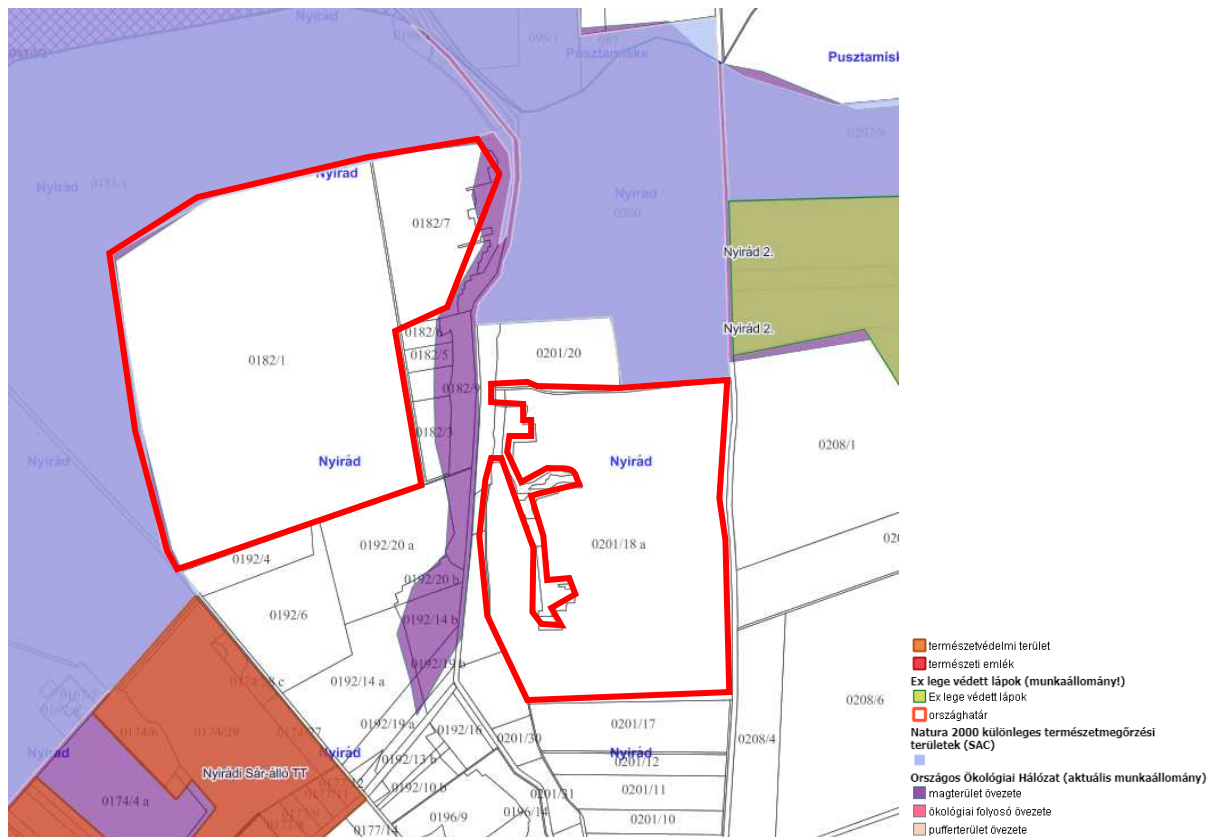 Nyirád
Pusztamiske
Pusztamisk
Nyirád
0181/1
Nyirád
0182/7
Nyirád
0200
Nyirád 2.
Nyirád 2.
0182/6
0182/5
0182/1
0201/20
0182/9
0182/3
0208/1
Nyirád
Nyirád
Nyirád
0201/18 a
0192/4
0192/20 a
0192/20 b
0192/6
0192/14 b
0192/19 b
0192/14 a
0192/19 a
0192/16
0201/17
0208/6
0201/30
0208/4
0174/6
0174/29
Nyirád
Nyirád
Nyirád
0201/12
0192/13 b
Nyirádi Sár-álló TT
0192/10 b
0174/4 a
0201/31
0201/11
0196/9
0196/14
0201/10
0177/14
természetvédelmi terület
természeti emlék
Ex lege védett lápok (munkaállomány!)
Ex lege védett lápok
országhatár
Natura 2000 különleges természetmegőrzési
területek (SAC)
Országos Ökológiai Hálózat (aktuális munkaállomány)
magterület övezete
ökológiai folyosó övezete
pufferterület övezete